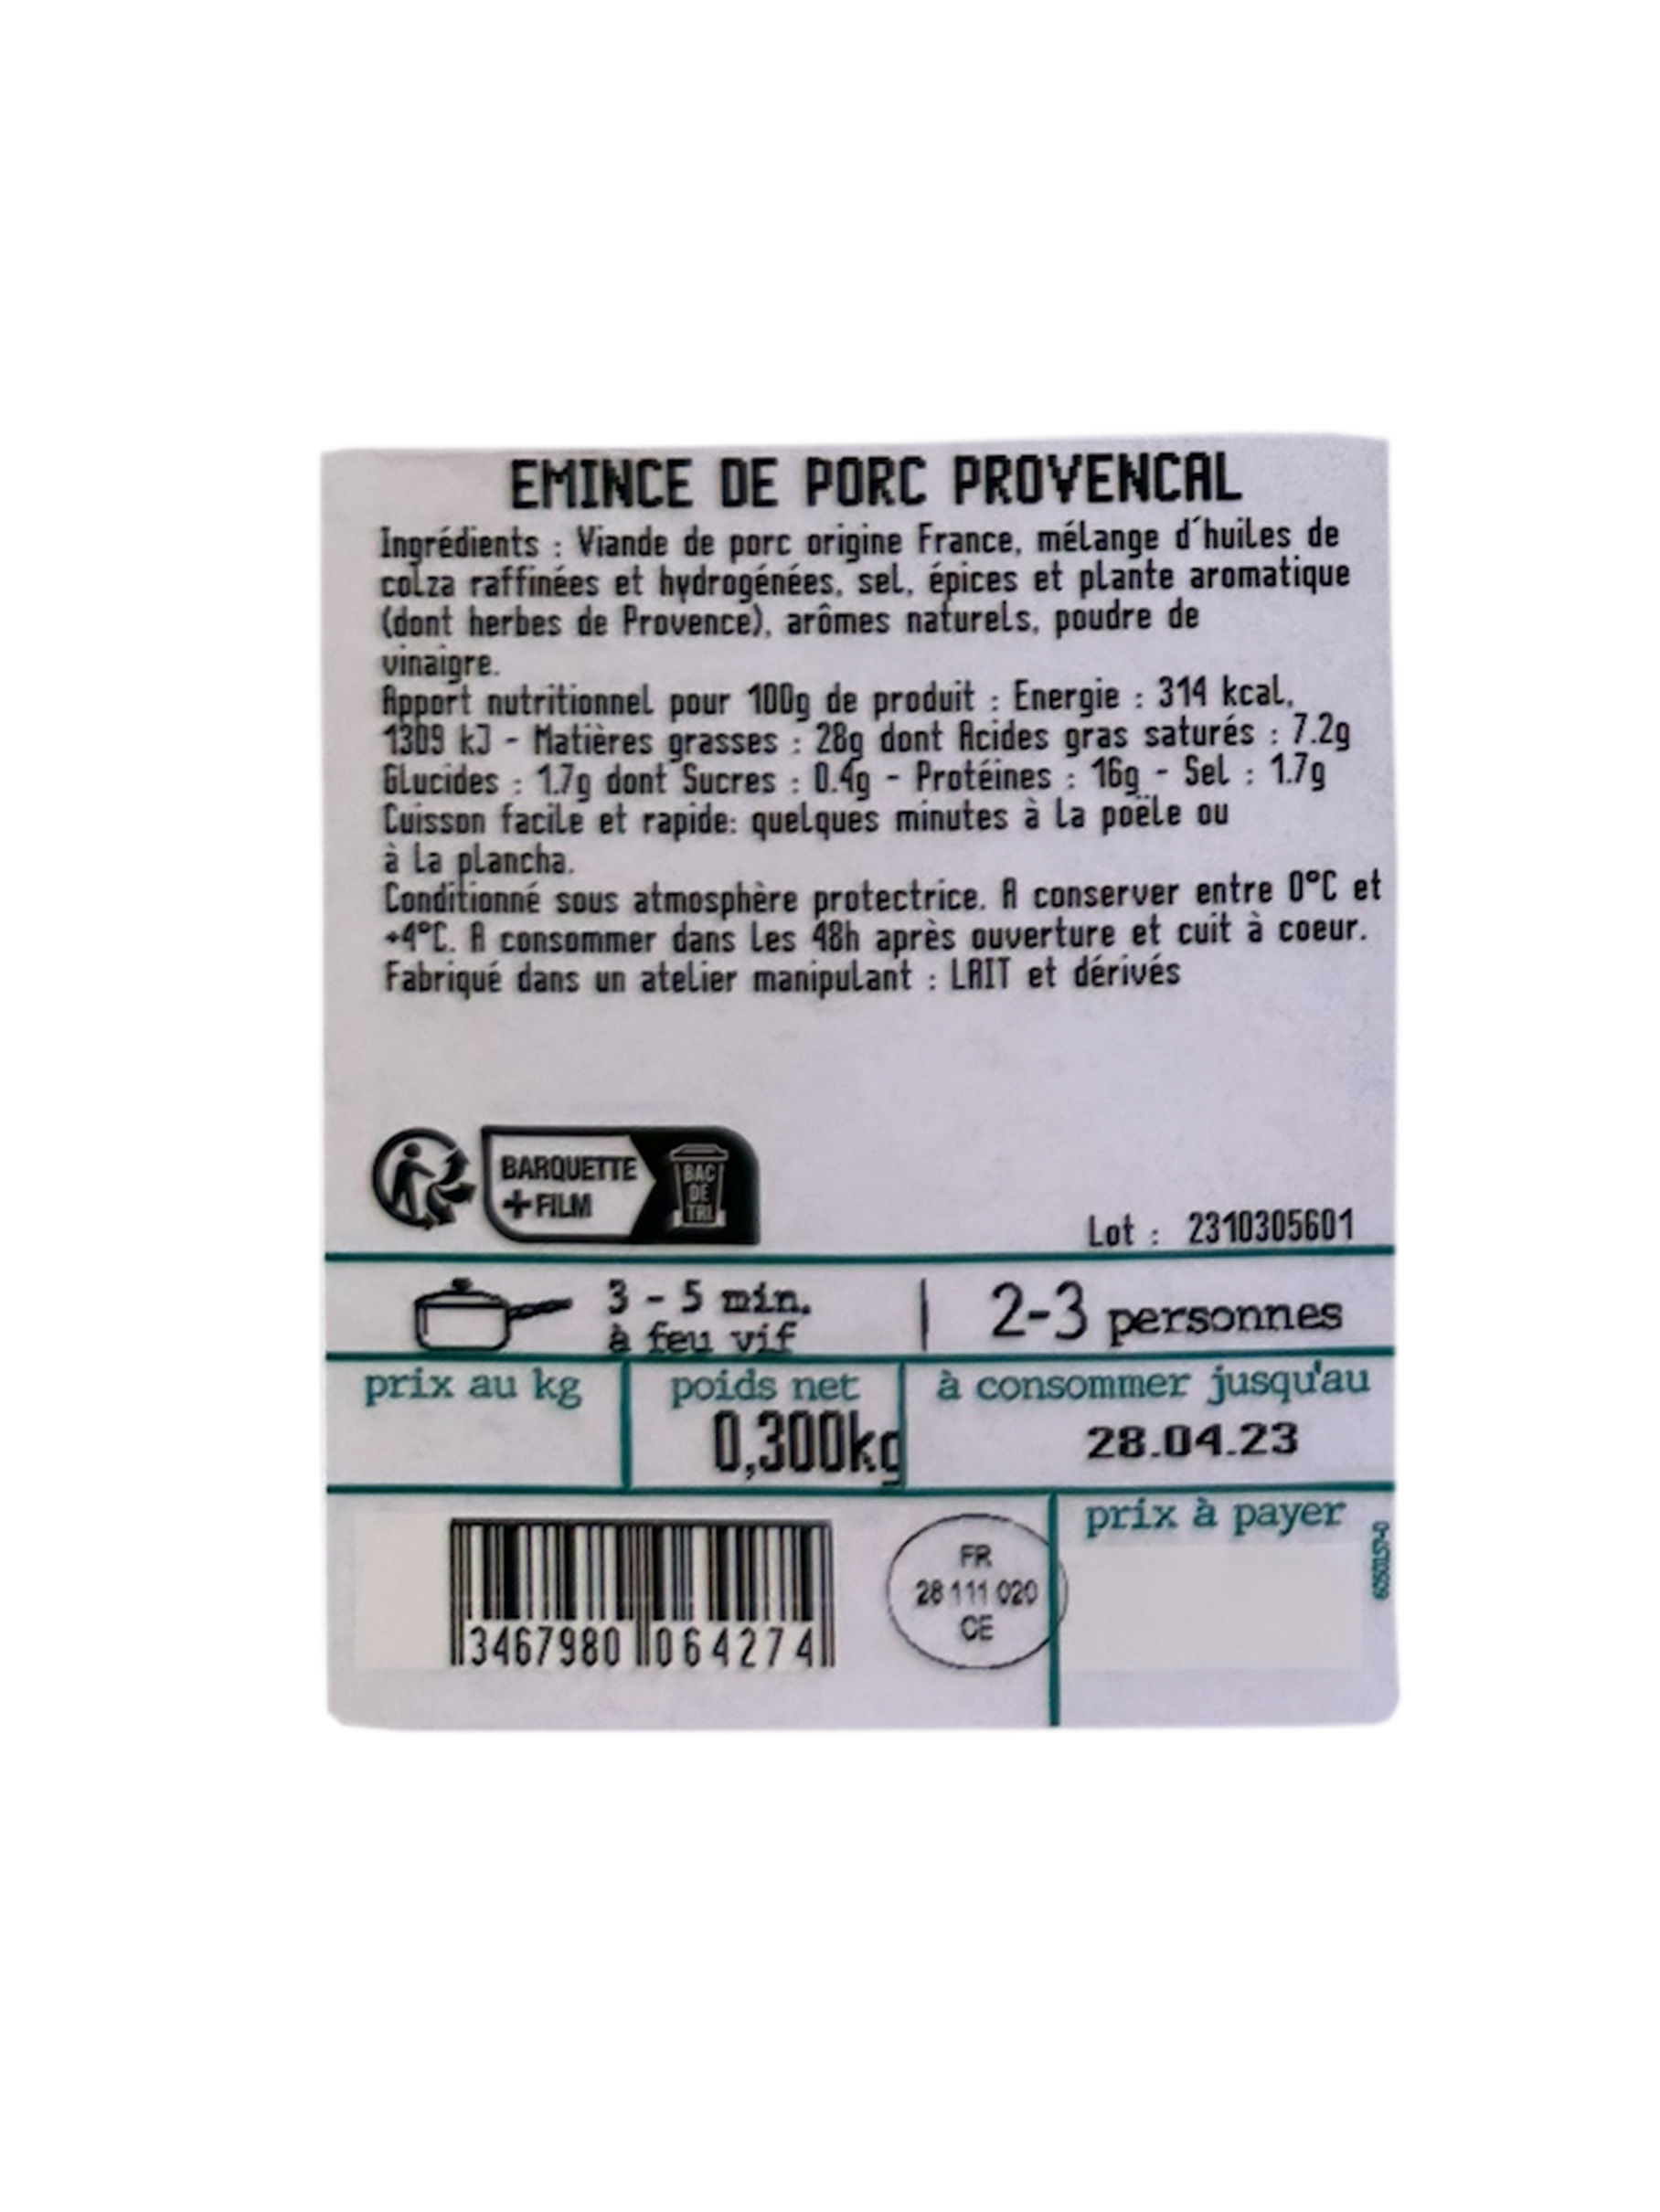 EMINCE DE PORC PROVENCAL
Ingrédients : Viande de porc origine France, mélange d'huiles de
colza raffinées et hydrogénées, sel, épices et plante aromatique
(dont herbes de Provence), arômes naturels, poudre de
vinaigre.
Apport nutritionnel pour 100g de produit : Energie : 314 kcal,
1309 kJ - Matières grasses : 28g dont Acides gras saturés : 7.2g
Glucides : 1.7g dont Sucres : 0.4g - Protéines : 16g - Sel : 1.7g
Cuisson facile et rapide: quelques minutes à la poële ou
à la plancha.
Conditionné sous atmosphère protectrice. A conserver entre 0°C et
+4°C. A consommer dans les 48h après ouverture et cuit à coeur.
Fabriqué dans un atelier manipulant : LAIT et dérivés
BARQUETTE
+ FILM
BAC
DE
TRI
Lot : 2310305601
3 - 5 min.
à feu vif
2-3 personnes
prix au kg
poids net
0,300kg
à consommer jusqu'au
28.04.23
3467980 064274
FR
28 111 020
CE
prix à payer